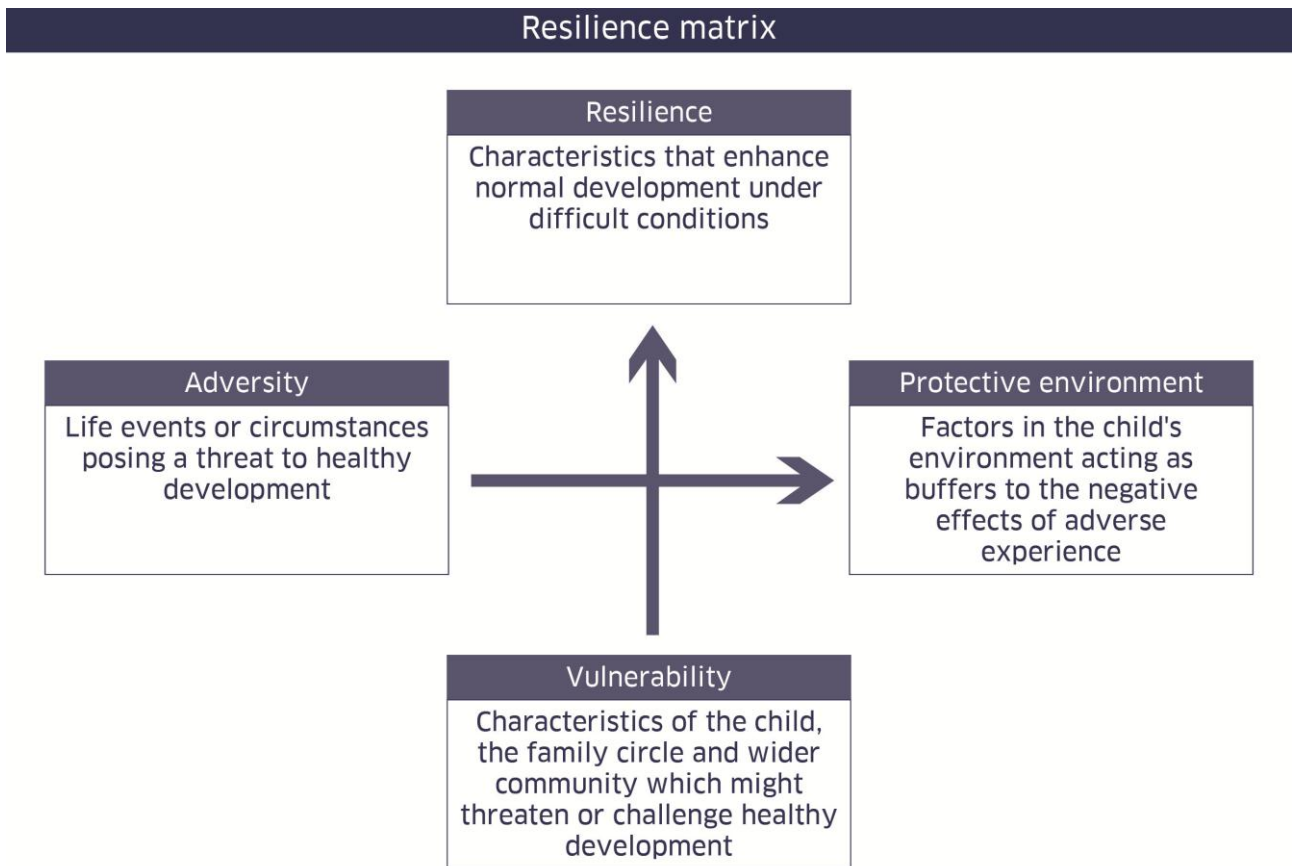 Resilience matrix
Resilience
Characteristics that enhance
normal development under
difficult conditions
Adversity
Life events or circumstances
posing a threat to healthy
development
Protective environment
Factors in the child's
environment acting as
buffers to the negative
effects of adverse
experience
Vulnerability
Characteristics of the child,
the family circle and wider
community which might
threaten or challenge healthy
development